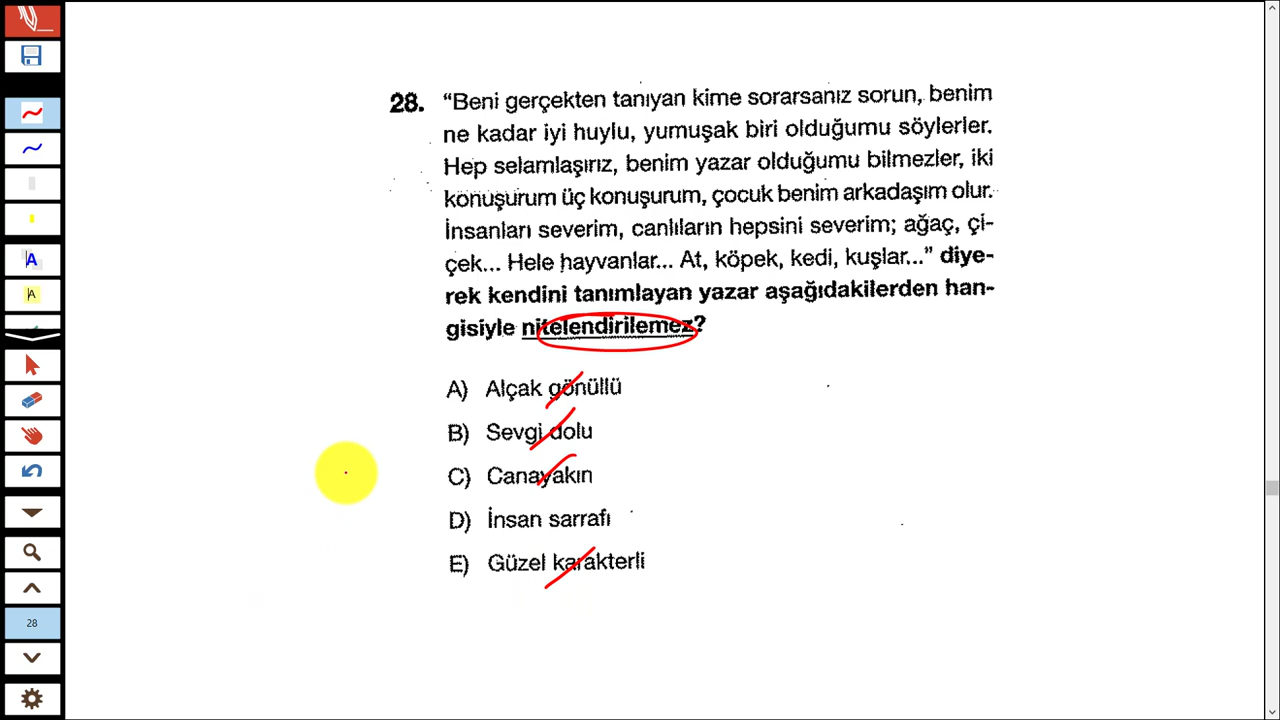 28. “Beni gerçekten tanıyan kime sorarsanız sorun, benim
ne kadar iyi huylu, yumuşak biri olduğumu söylerler.
Hep selamlaşırız, benim yazar olduğumu bilmezler, iki
konuşurum üç konuşurum, çocuk benim arkadaşım olur.
İnsanları severim, canlıların hepsini severim; ağaç, çi-
çek... Hele hayvanlar... At, köpek, kedi, kuşlar...” diye-
rek kendini tanımlayan yazar aşağıdakilerden han-
gisiyle nitelendirilemez?
A) Alçak gönüllü
B) Sevgi dolu
C) Canayakın
D) İnsan sarrafı
E) Güzel karakterli
A
A
28